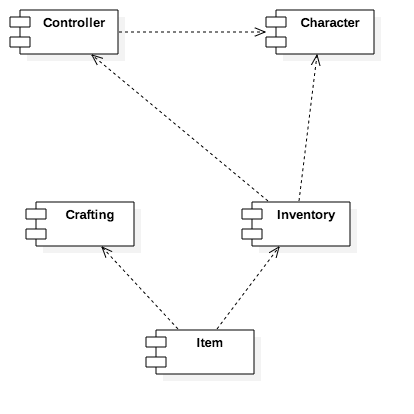 Controller
Character
Crafting
Inventory
Item